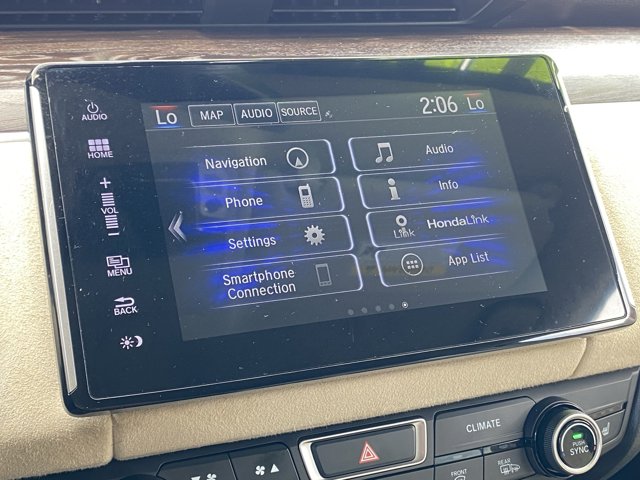 AUDIO
HOME
+
VOL
−
MENU
BACK
Lo MAP AUDIO SOURCE 2:06 Lo
Navigation
Audio
Phone
Info
Settings
Link HondaLink
Smartphone
Connection
App List
CLIMATE
PUSH
SYNC
FRONT
REAR